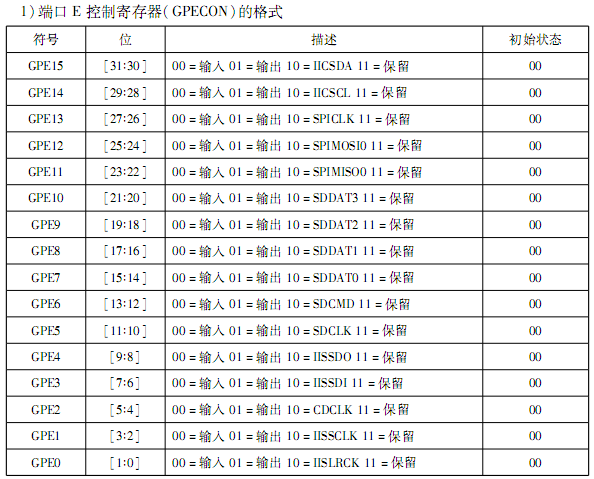 1)端口 E 控制寄存器(GPECON)的格式
符号 位 描述 初始状态
GPE15 [31:30] 00=输入 01=输出 10=IICSDA 11=保留 00
GPE14 [29:28] 00=输入 01=输出 10=IICSCL 11=保留 00
GPE13 [27:26] 00=输入 01=输出 10=SPICLK 11=保留 00
GPE12 [25:24] 00=输入 01=输出 10=SPIMOSI0 11=保留 00
GPE11 [23:22] 00=输入 01=输出 10=SPIMISO0 11=保留 00
GPE10 [21:20] 00=输入 01=输出 10=SDDAT3 11=保留 00
GPE9 [19:18] 00=输入 01=输出 10=SDDAT2 11=保留 00
GPE8 [17:16] 00=输入 01=输出 10=SDDAT1 11=保留 00
GPE7 [15:14] 00=输入 01=输出 10=SDDAT0 11=保留 00
GPE6 [13:12] 00=输入 01=输出 10=SDCMD 11=保留 00
GPE5 [11:10] 00=输入 01=输出 10=SDCLK 11=保留 00
GPE4 [9:8] 00=输入 01=输出 10=IISSDO 11=保留 00
GPE3 [7:6] 00=输入 01=输出 10=IISSDI 11=保留 00
GPE2 [5:4] 00=输入 01=输出 10=CDCLK 11=保留 00
GPE1 [3:2] 00=输入 01=输出 10=IISSCLK 11=保留 00
GPE0 [1:0] 00=输入 01=输出 10=IISLRCK 11=保留 00